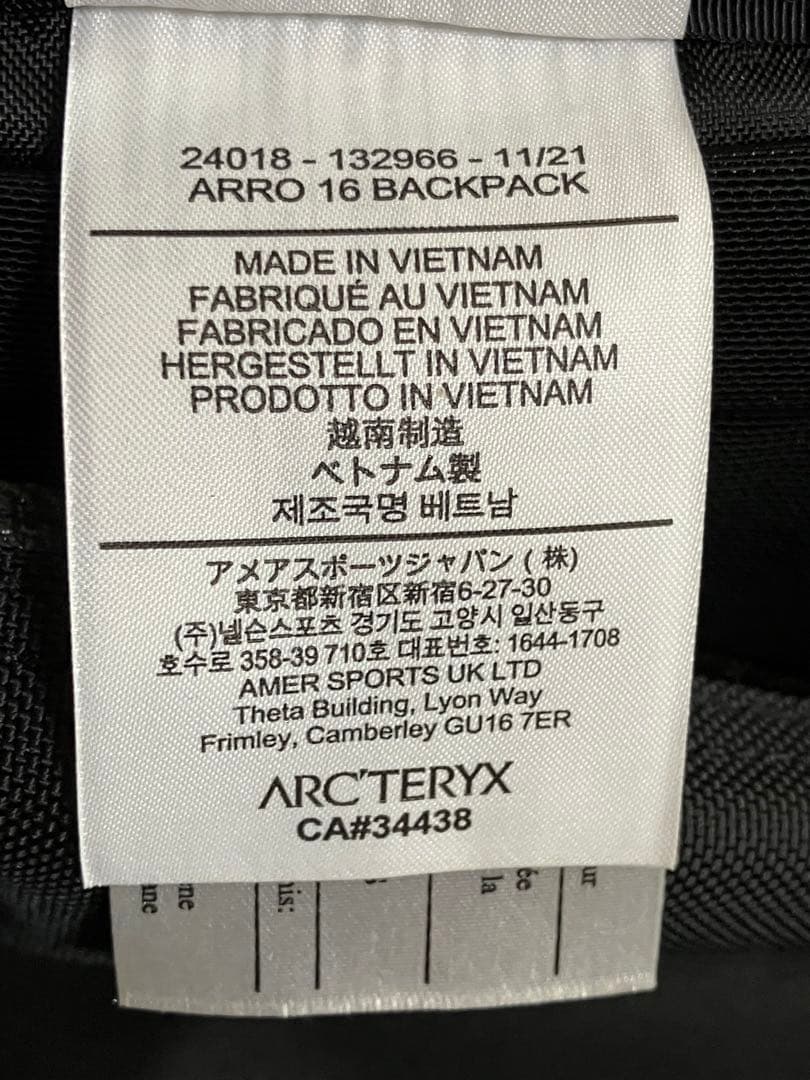 24018 - 132966 - 11/21
ARRO 16 BACKPACK
MADE IN VIETNAM
FABRIQUÉ AU VIETNAM
FABRICADO EN VIETNAM
HERGESTELLT IN VIETNAM
PRODOTTO IN VIETNAM
越南制造
ベトナム製
제조국명 베트남
アメアスポーツジャパン (株)
東京都新宿区新宿6-27-30
(주)넬슨스포츠 경기도 고양시 일산동구
호수로 358-39 710호 대표번호: 1644-1708
AMER SPORTS UK LTD
Theta Building, Lyon Way
Frimley, Camberley GU16 7ER
ARC'TERYX
CA#34438